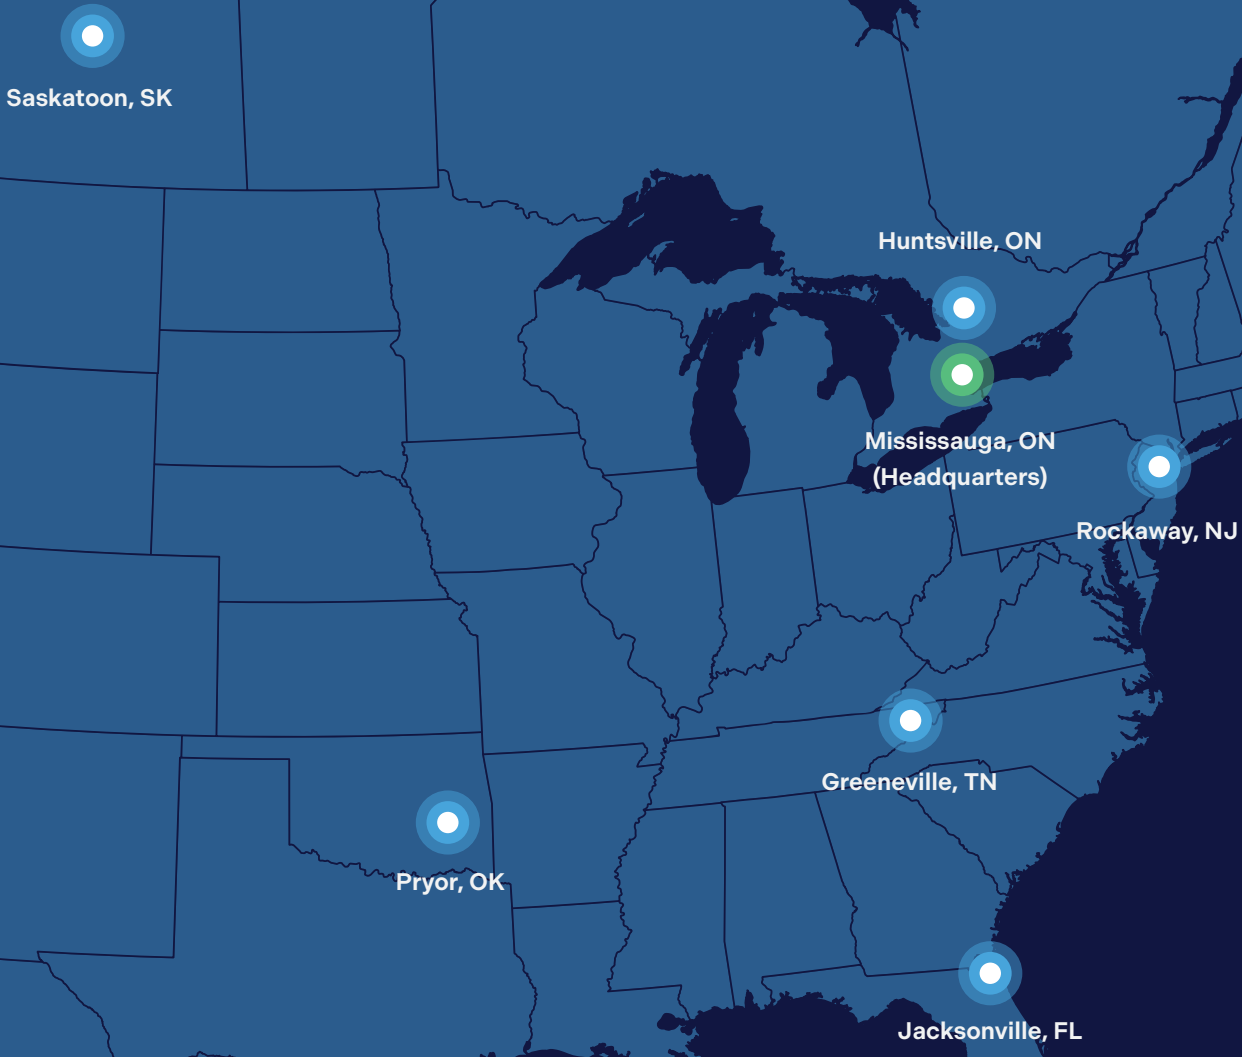 Saskatoon, SK
Huntsville, ON
Mississauga, ON
(Headquarters)
Rockaway, NJ
Greeneville, TN
Pryor, OK
Jacksonville, FL